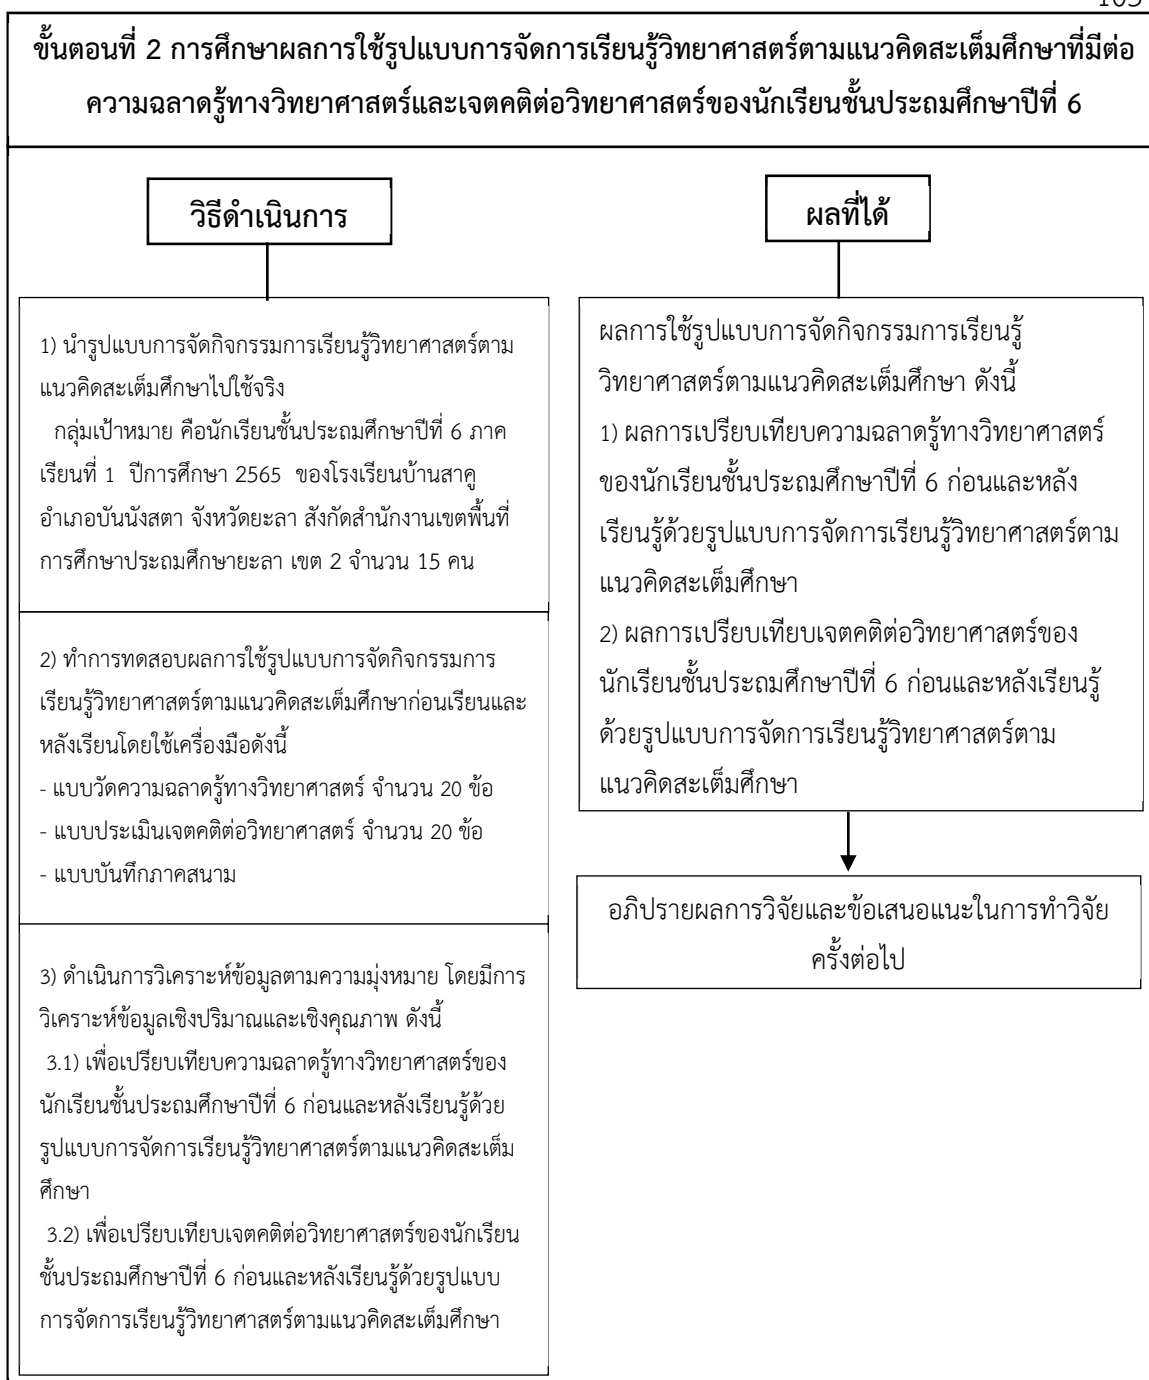 ขั้นตอนที่ 2 การศึกษาผลการใช้รูปแบบการจัดการเรียนรู้วิทยาศาสตร์ตามแนวคิดสะเต็มศึกษาที่มีต่อ
ความฉลาดรู้ทางวิทยาศาสตร์และเจตคติต่อวิทยาศาสตร์ของนักเรียนชั้นประถมศึกษาปีที่ 6
วิธีดำเนินการ
1) นำรูปแบบการจัดกิจกรรมการเรียนรู้วิทยาศาสตร์ตาม
แนวคิดสะเต็มศึกษาไปใช้จริง
กลุ่มเป้าหมาย คือนักเรียนชั้นประถมศึกษาปีที่ 6 ภาค
เรียนที่ 1 ปีการศึกษา 2565 ของโรงเรียนบ้านสาคู
อำเภอบันนังสตา จังหวัดยะลา สังกัดสำนักงานเขตพื้นที่
การศึกษาประถมศึกษายะลา เขต 2 จำนวน 15 คน
2) ทำการทดสอบผลการใช้รูปแบบการจัดกิจกรรมการ
เรียนรู้วิทยาศาสตร์ตามแนวคิดสะเต็มศึกษาก่อนเรียนและ
หลังเรียนโดยใช้เครื่องมือดังนี้
- แบบวัดความฉลาดรู้ทางวิทยาศาสตร์ จำนวน 20 ข้อ
- แบบประเมินเจตคติต่อวิทยาศาสตร์ จำนวน 20 ข้อ
- แบบบันทึกภาคสนาม
3) ดำเนินการวิเคราะห์ข้อมูลตามความมุ่งหมาย โดยมีการ
วิเคราะห์ข้อมูลเชิงปริมาณและเชิงคุณภาพ ดังนี้
3.1) เพื่อเปรียบเทียบความฉลาดรู้ทางวิทยาศาสตร์ของ
นักเรียนชั้นประถมศึกษาปีที่ 6 ก่อนและหลังเรียนรู้ด้วย
รูปแบบการจัดการเรียนรู้วิทยาศาสตร์ตามแนวคิดสะเต็ม
ศึกษา
3.2) เพื่อเปรียบเทียบเจตคติต่อวิทยาศาสตร์ของนักเรียน
ชั้นประถมศึกษาปีที่ 6 ก่อนและหลังเรียนรู้ด้วยรูปแบบ
การจัดการเรียนรู้วิทยาศาสตร์ตามแนวคิดสะเต็มศึกษา
ผลที่ได้
ผลการใช้รูปแบบการจัดกิจกรรมการเรียนรู้
วิทยาศาสตร์ตามแนวคิดสะเต็มศึกษา ดังนี้
1) ผลการเปรียบเทียบความฉลาดรู้ทางวิทยาศาสตร์
ของนักเรียนชั้นประถมศึกษาปีที่ 6 ก่อนและหลัง
เรียนรู้ด้วยรูปแบบการจัดการเรียนรู้วิทยาศาสตร์ตาม
แนวคิดสะเต็มศึกษา
2) ผลการเปรียบเทียบเจตคติต่อวิทยาศาสตร์ของ
นักเรียนชั้นประถมศึกษาปีที่ 6 ก่อนและหลังเรียนรู้
ด้วยรูปแบบการจัดการเรียนรู้วิทยาศาสตร์ตาม
แนวคิดสะเต็มศึกษา
อภิปรายผลการวิจัยและข้อเสนอแนะในการทำวิจัย
ครั้งต่อไป